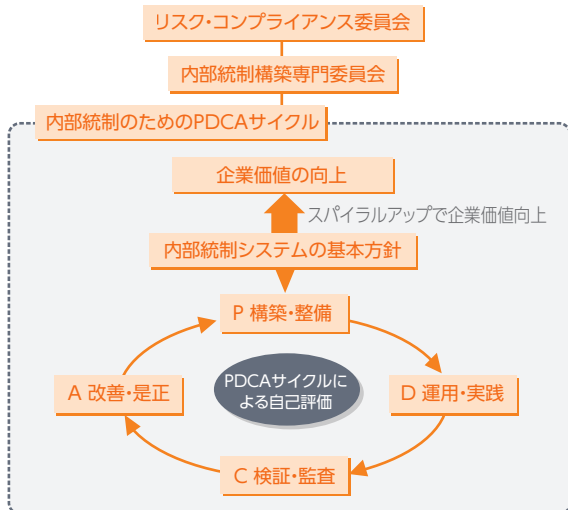 リスク・コンプライアンス委員会
内部統制構築専門委員会
内部統制のためのPDCAサイクル
企業価値の向上
スパイラルアップで企業価値向上
内部統制システムの基本方針
P 構築・整備
A 改善・是正
PDCAサイクルに
よる自己評価
D 運用・実践
C 検証・監査